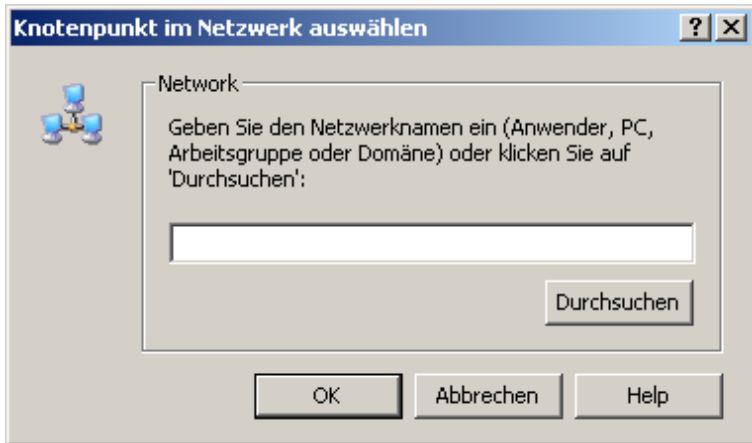 Knotenpunkt im Netzwerk auswählen
Network
Geben Sie den Netzwerknamen ein (Anwender, PC,
Arbeitsgruppe oder Domäne) oder klicken Sie auf
'Durchsuchen':
Durchsuchen
OK Abbrechen Help